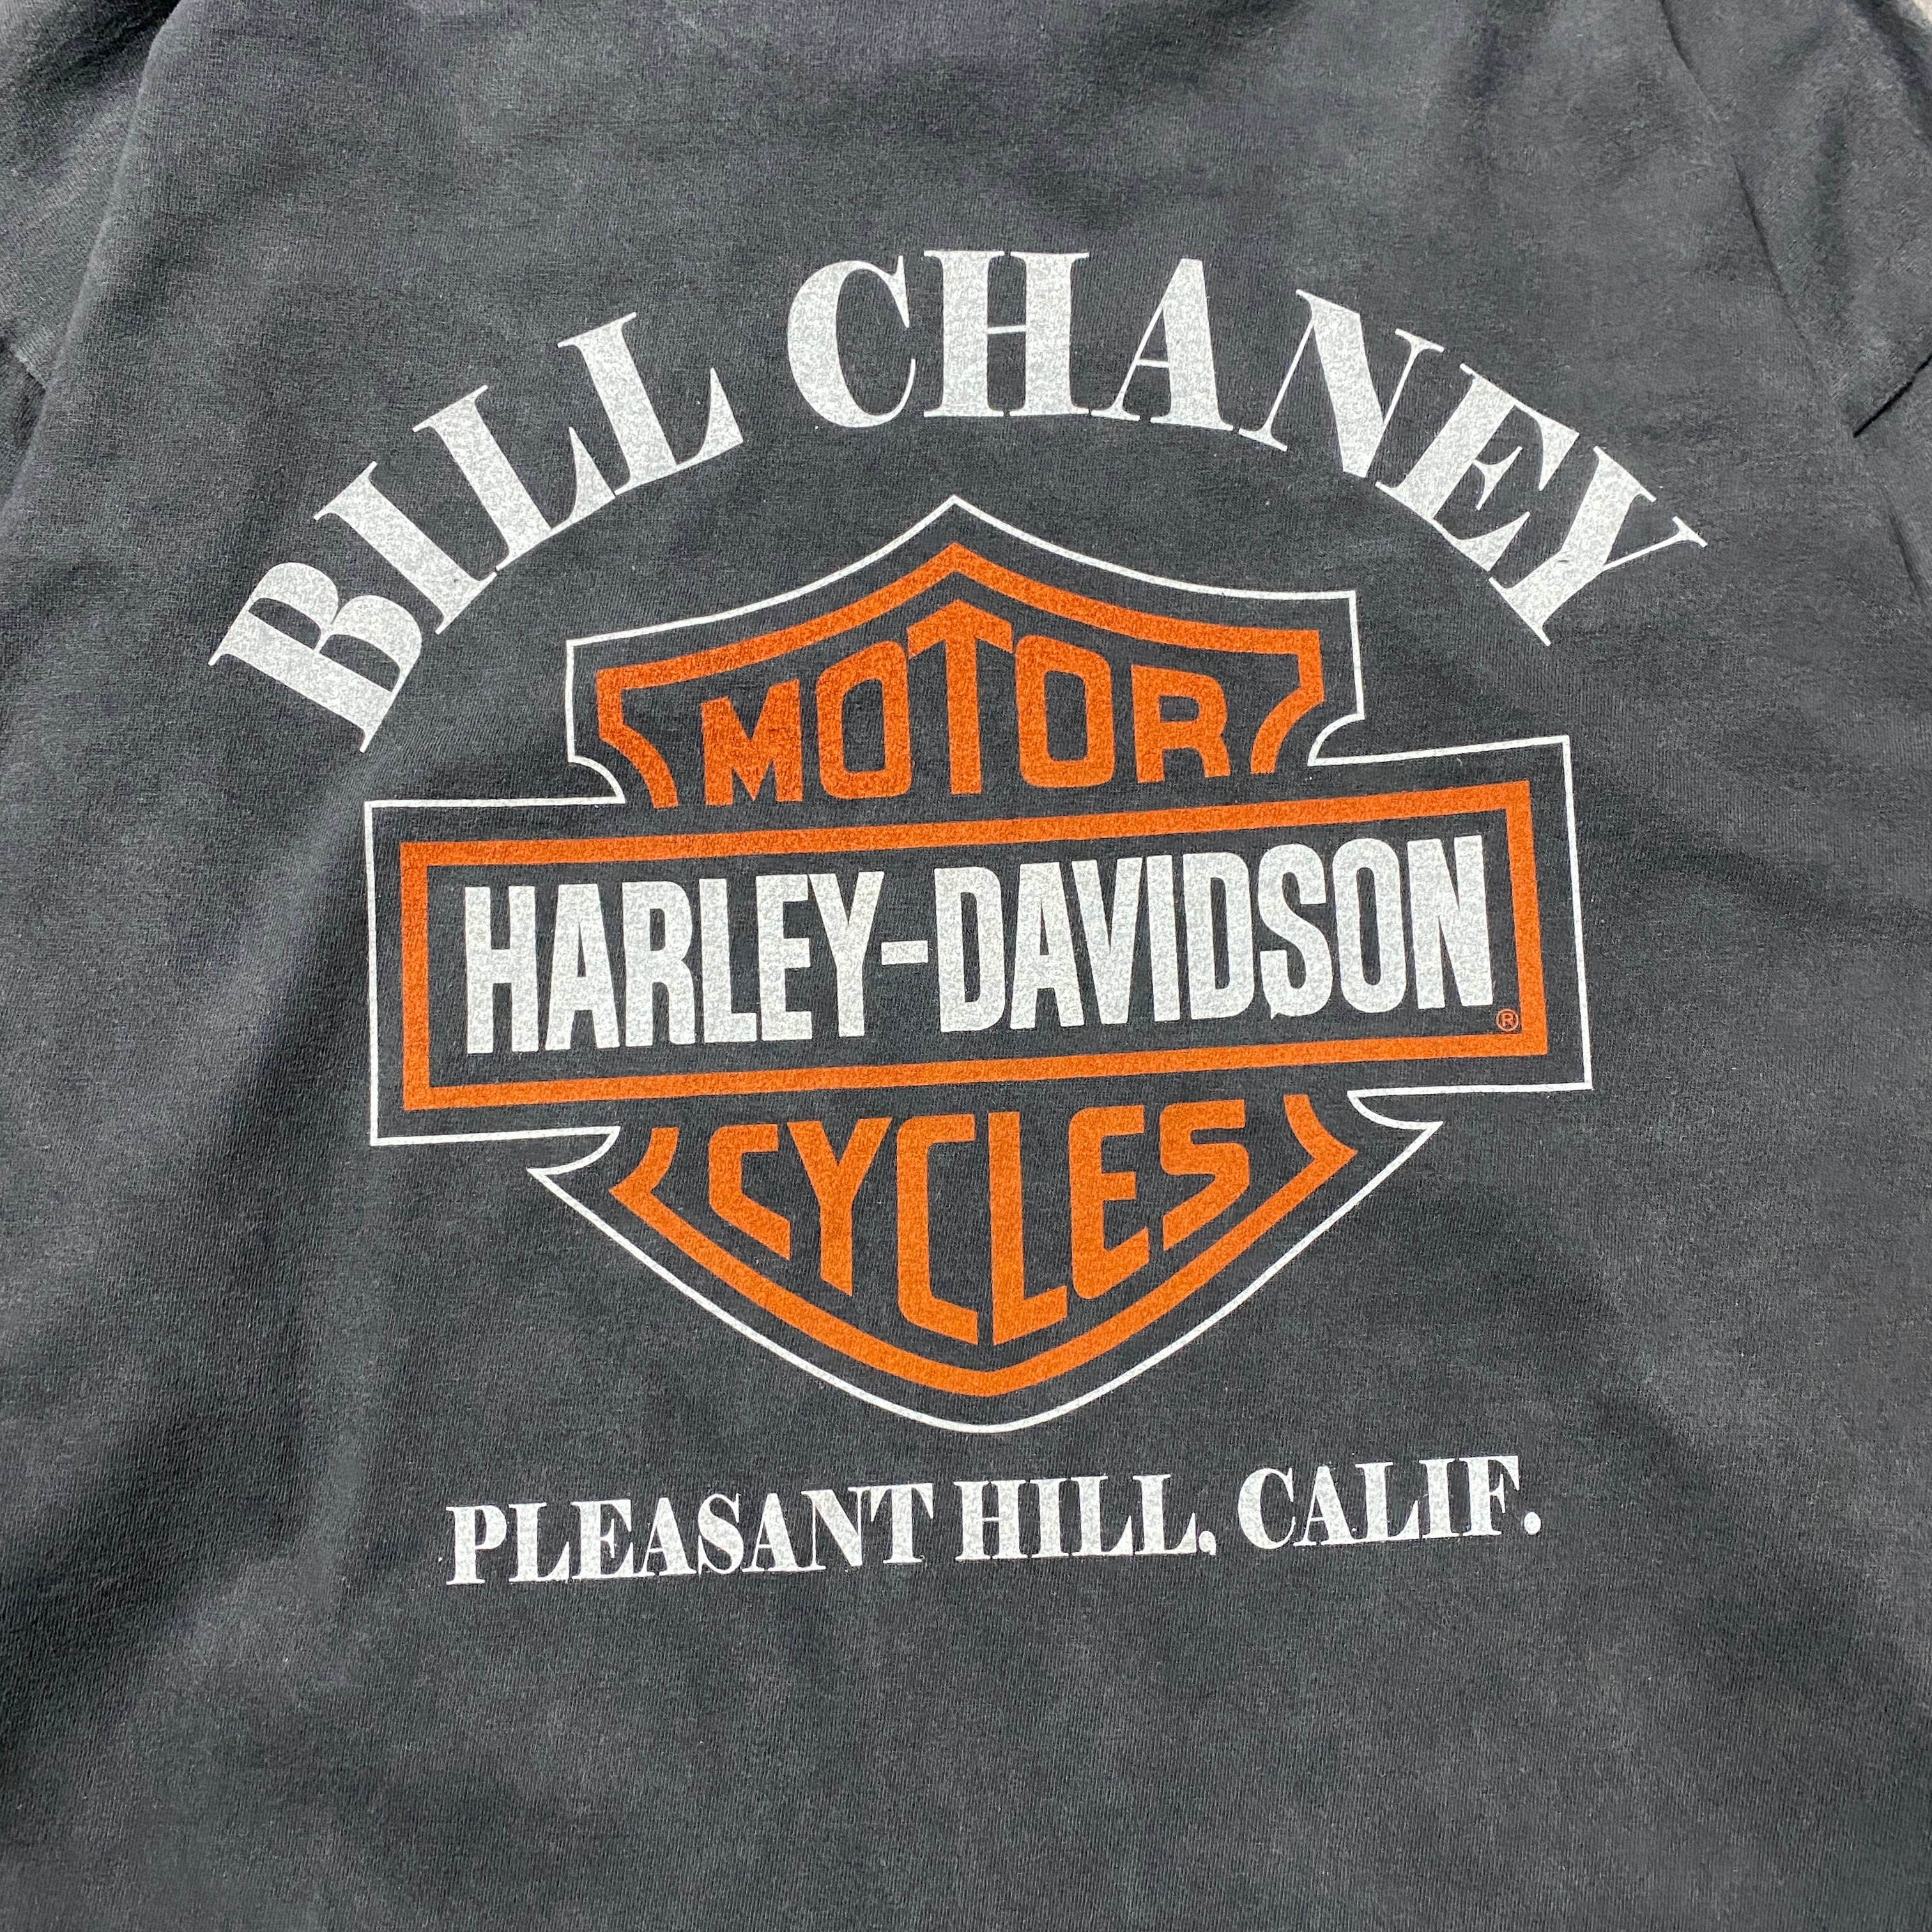 BILL CHANEY
MOTOR
HARLEY-DAVIDSON®
CYCLES
PLEASANT HILL, CALIF.